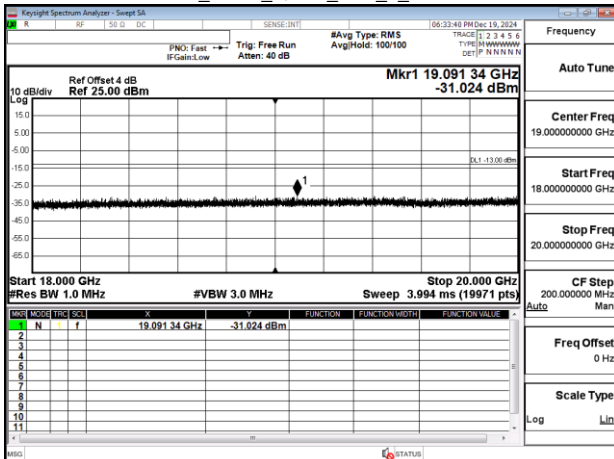 Keysight Spectrum Analyzer - Swept SA
R RF 50 Ω DC SENSE:INT 06:33:40 PM Dec 19, 2024
#Avg Type: RMS TRACE 1 2 3 4 5 6
PNO: Fast Trig: Free Run Avg|Hold: 100/100 TYPE M W W W W W
IFGain:Low Atten: 40 dB DET P N N N N N
Mkr1 19.091 34 GHz
-31.024 dBm
Ref Offset 4 dB
10 dB/div Ref 25.00 dBm
Log
15.0
5.00
-5.00
DL1 -13.00 dBm
-15.0
1
-25.0
-35.0
-45.0
-55.0
-65.0
Start 18.000 GHz Stop 20.000 GHz
#Res BW 1.0 MHz #VBW 3.0 MHz Sweep 3.994 ms (19971 pts)
MKR MODE TRC SCL X Y FUNCTION FUNCTION WIDTH FUNCTION VALUE
1 N 1 f 19.091 34 GHz -31.024 dBm
2
3
4
5
6
7
8
9
10
11
MSG STATUS
Frequency
Auto Tune
Center Freq
19.000000000 GHz
Start Freq
18.000000000 GHz
Stop Freq
20.000000000 GHz
CF Step
200.000000 MHz
Auto Man
Freq Offset
0 Hz
Scale Type
Log Lin